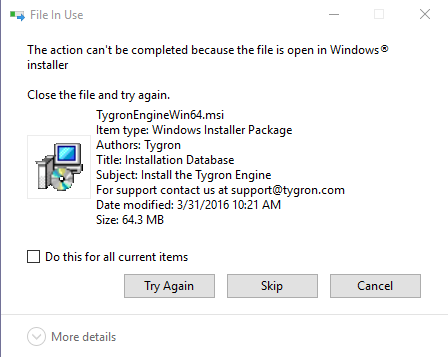 File In Use
The action can't be completed because the file is open in Windows®
installer
Close the file and try again.
TygronEngineWin64.msi
Item type: Windows Installer Package
Authors: Tygron
Title: Installation Database
Subject: Install the Tygron Engine
For support contact us at support@tygron.com
Date modified: 3/31/2016 10:21 AM
Size: 64.3 MB
Do this for all current items
Try Again
Skip
Cancel
More details